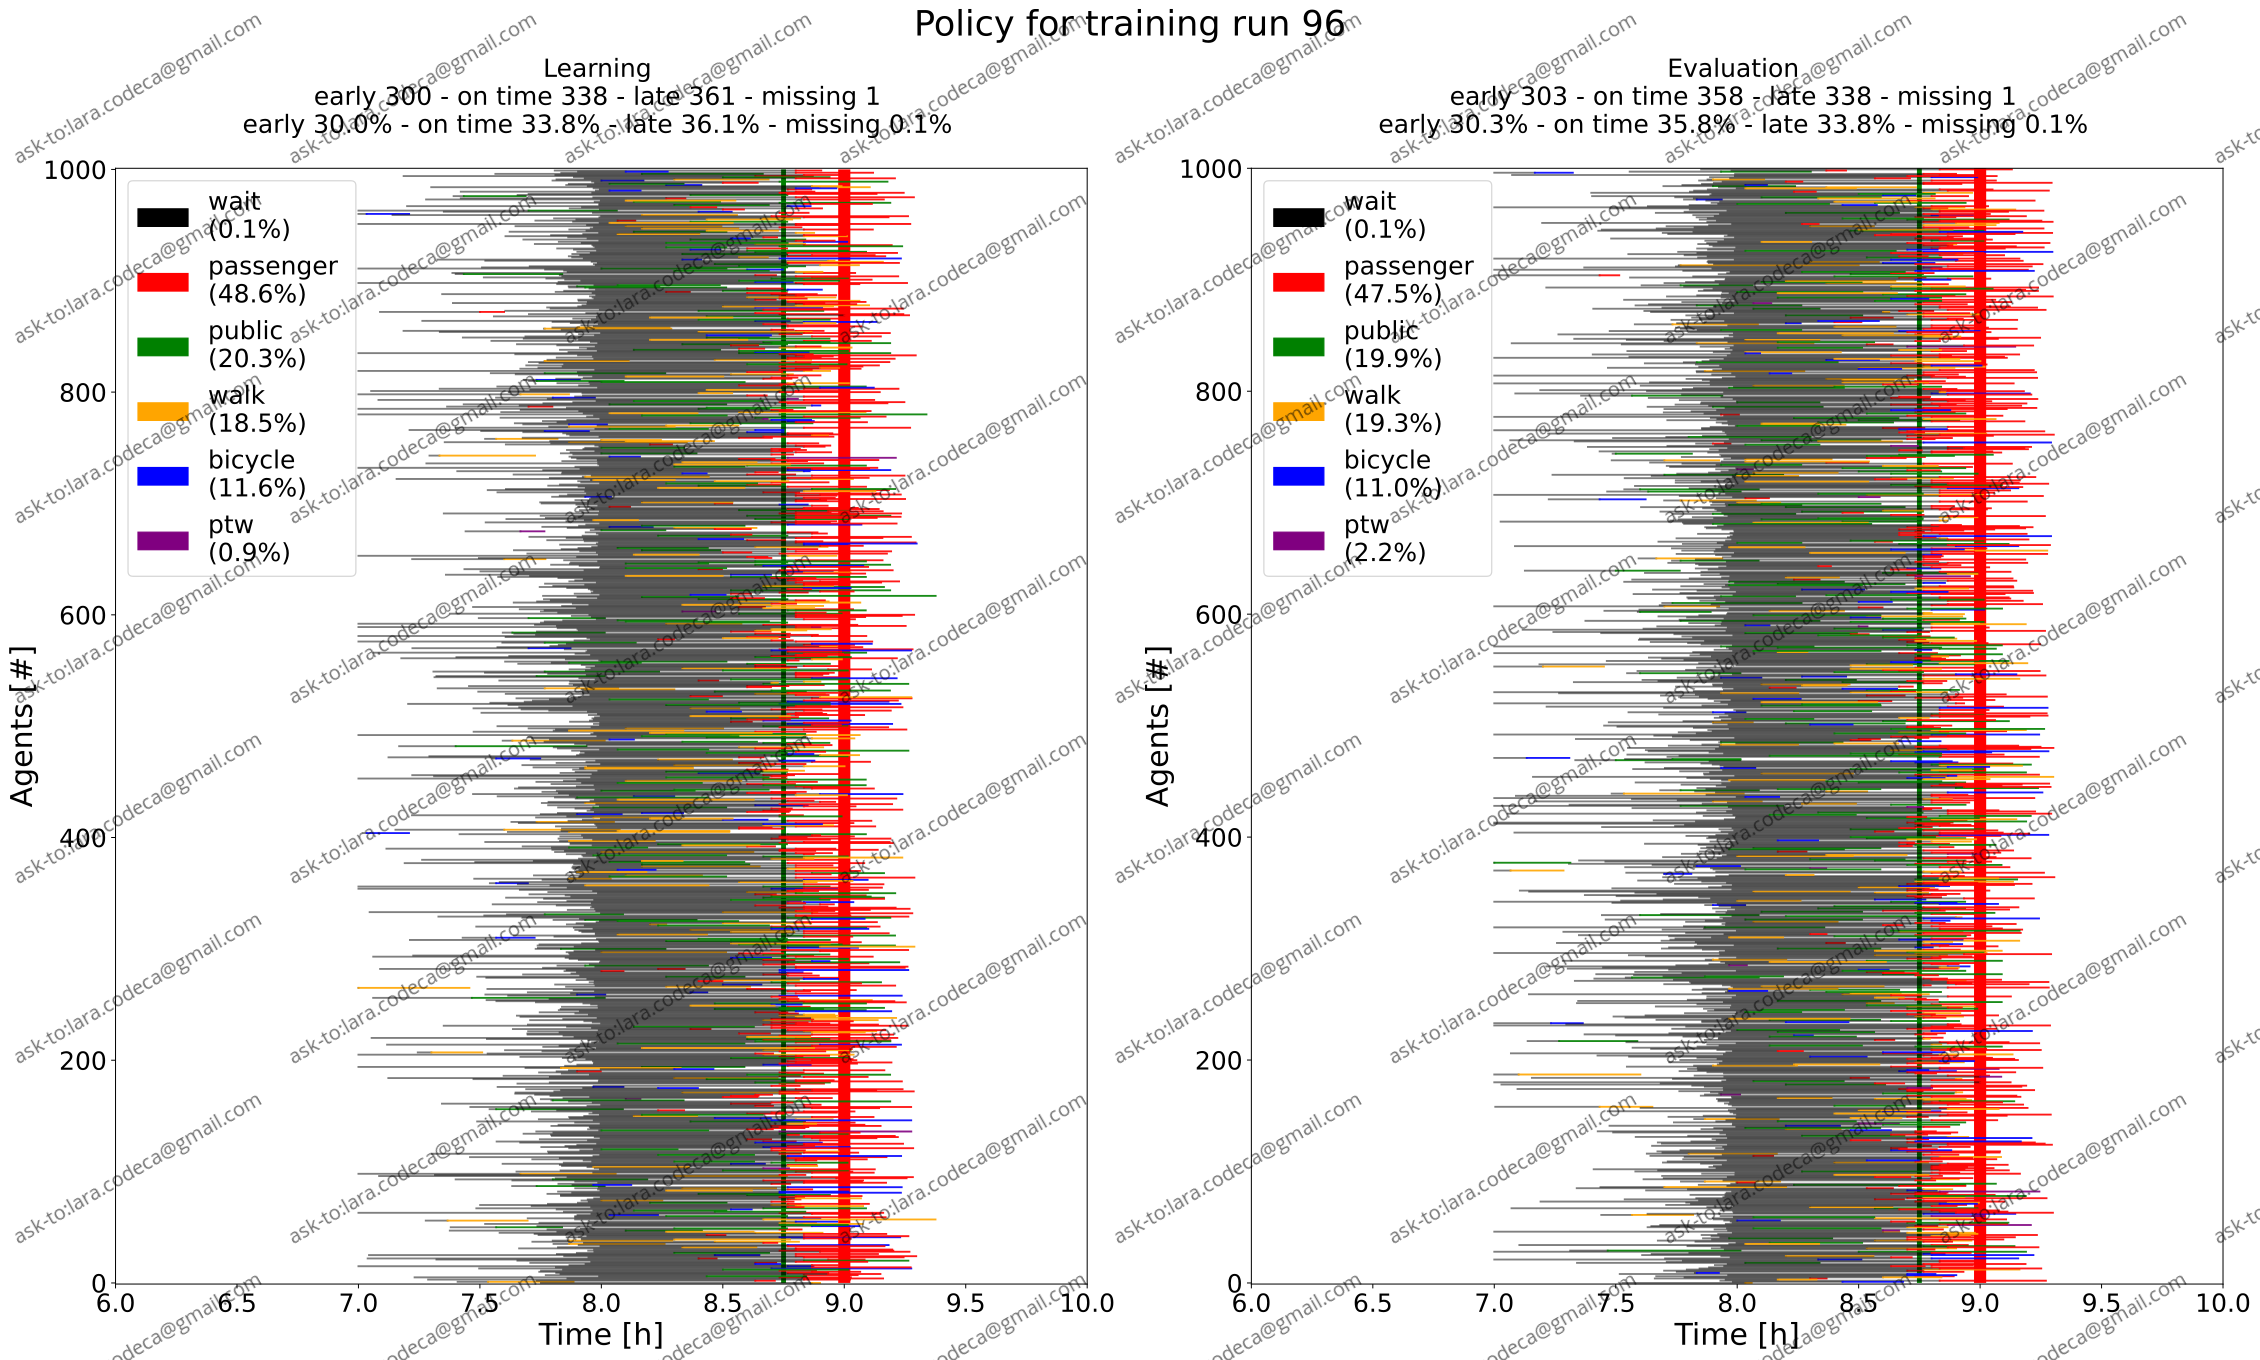 Policy for training run 96
Learning
early 300 - on time 338 - late 361 - missing 1
early 30.0% - on time 33.8% - late 36.1% - missing 0.1%
1000
800
600
400
200
0
Agents [#]
wait
(0.1%)
passenger
(48.6%)
public
(20.3%)
walk
(18.5%)
bicycle
(11.6%)
ptw
(0.9%)
6.0 6.5 7.0 7.5 8.0 8.5 9.0 9.5 10.0
Time [h]
Evaluation
early 303 - on time 358 - late 338 - missing 1
early 30.3% - on time 35.8% - late 33.8% - missing 0.1%
1000
800
600
400
200
0
Agents [#]
wait
(0.1%)
passenger
(47.5%)
public
(19.9%)
walk
(19.3%)
bicycle
(11.0%)
ptw
(2.2%)
6.0 6.5 7.0 7.5 8.0 8.5 9.0 9.5 10.0
Time [h]
ask-to:lara.codeca@gmail.com